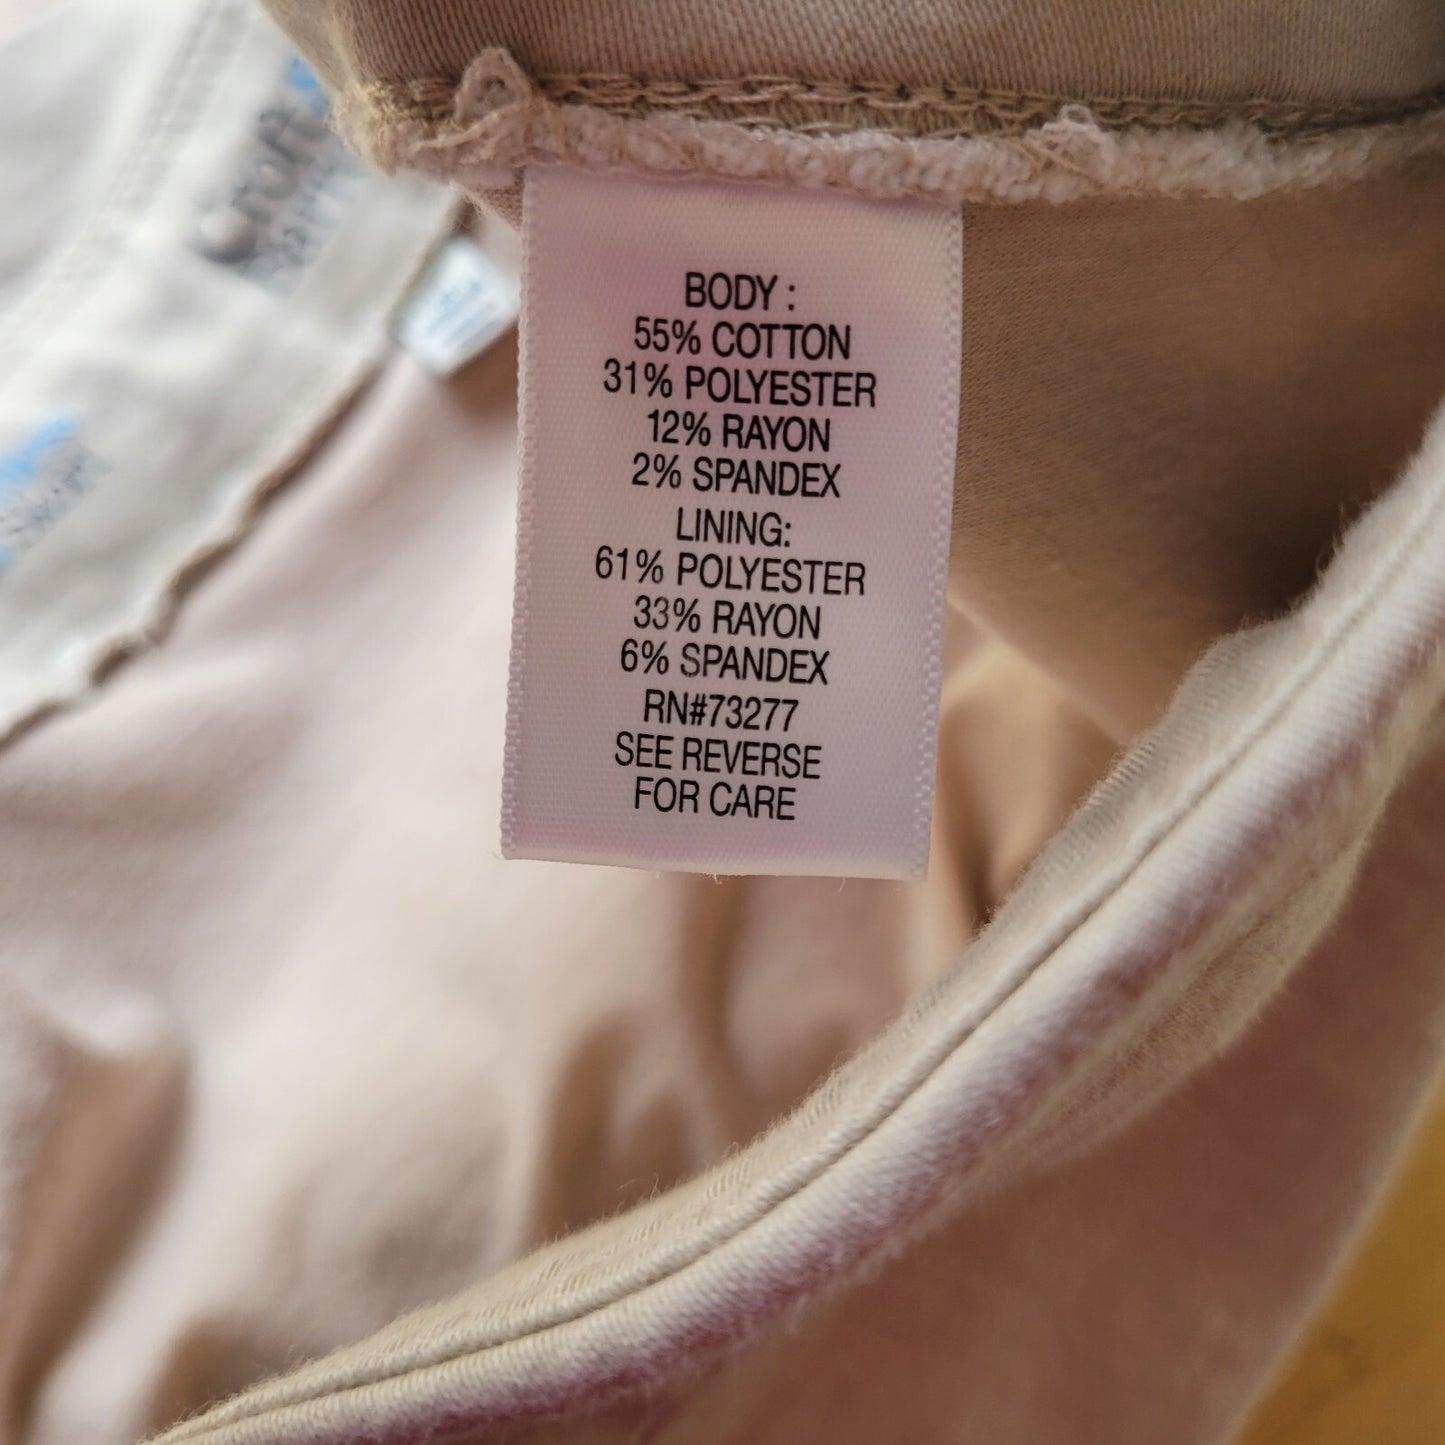 BODY :
55% COTTON
31% POLYESTER
12% RAYON
2% SPANDEX
LINING:
61% POLYESTER
33% RAYON
6% SPANDEX
RN#73277
SEE REVERSE
FOR CARE